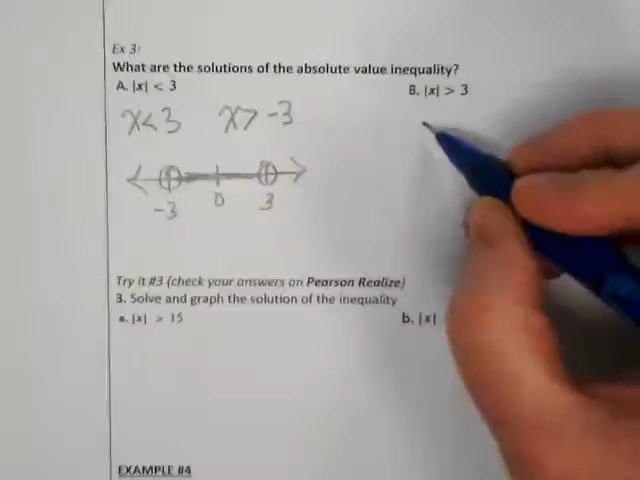 Ex 3:
What are the solutions of the absolute value inequality?
A. |x| < 3
B. |x| > 3
x<3 x>-3
-3 0 3
Try it #3 (check your answers on Pearson Realize)
3. Solve and graph the solution of the inequality
a. |x| > 15
b. |x|
EXAMPLE #4